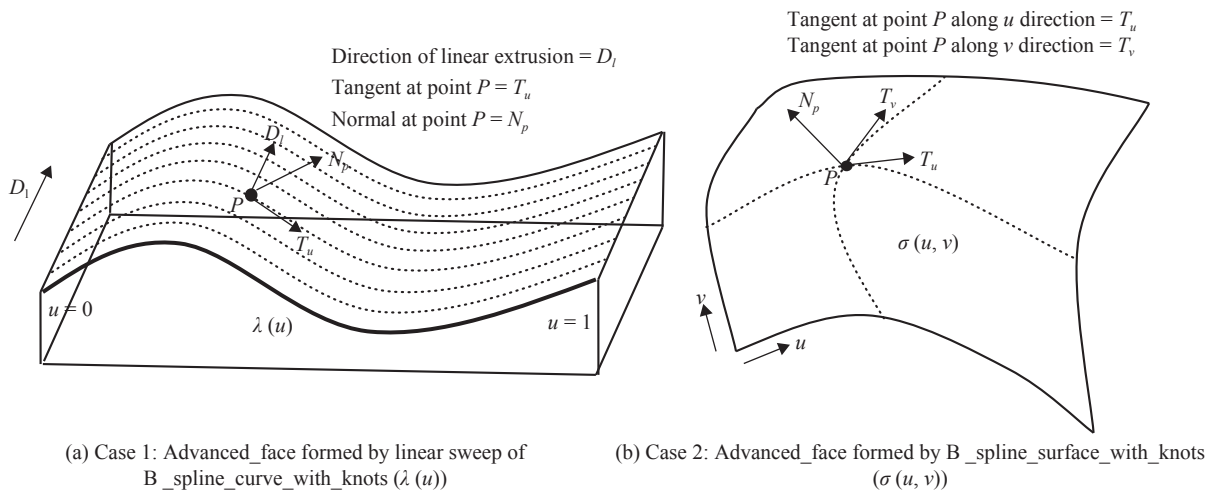 Direction of linear extrusion = D_l
Tangent at point P = T_u
Normal at point P = N_p
D_l
N_p
D_1
P
T_u
u = 0
λ (u)
u = 1
(a) Case 1: Advanced_face formed by linear sweep of
B _spline_curve_with_knots (λ (u))
Tangent at point P along u direction = T_u
Tangent at point P along v direction = T_v
N_p
T_v
T_u
P
σ (u, v)
v
u
(b) Case 2: Advanced_face formed by B _spline_surface_with_knots
(σ (u, v))